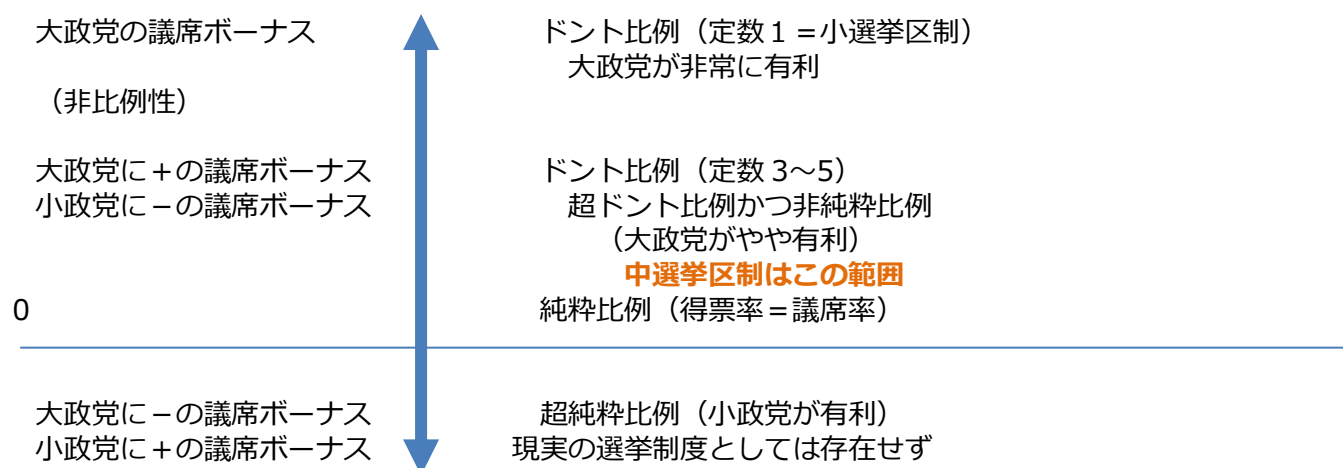 大政党の議席ボーナス ドント比例（定数１＝小選挙区制）
大政党が非常に有利
（非比例性）
大政党に＋の議席ボーナス ドント比例（定数 3～5）
小政党に－の議席ボーナス 超ドント比例かつ非純粋比例
（大政党がやや有利）
中選挙区制はこの範囲
0 純粋比例（得票率＝議席率）
大政党に－の議席ボーナス 超純粋比例（小政党が有利）
小政党に＋の議席ボーナス 現実の選挙制度としては存在せず